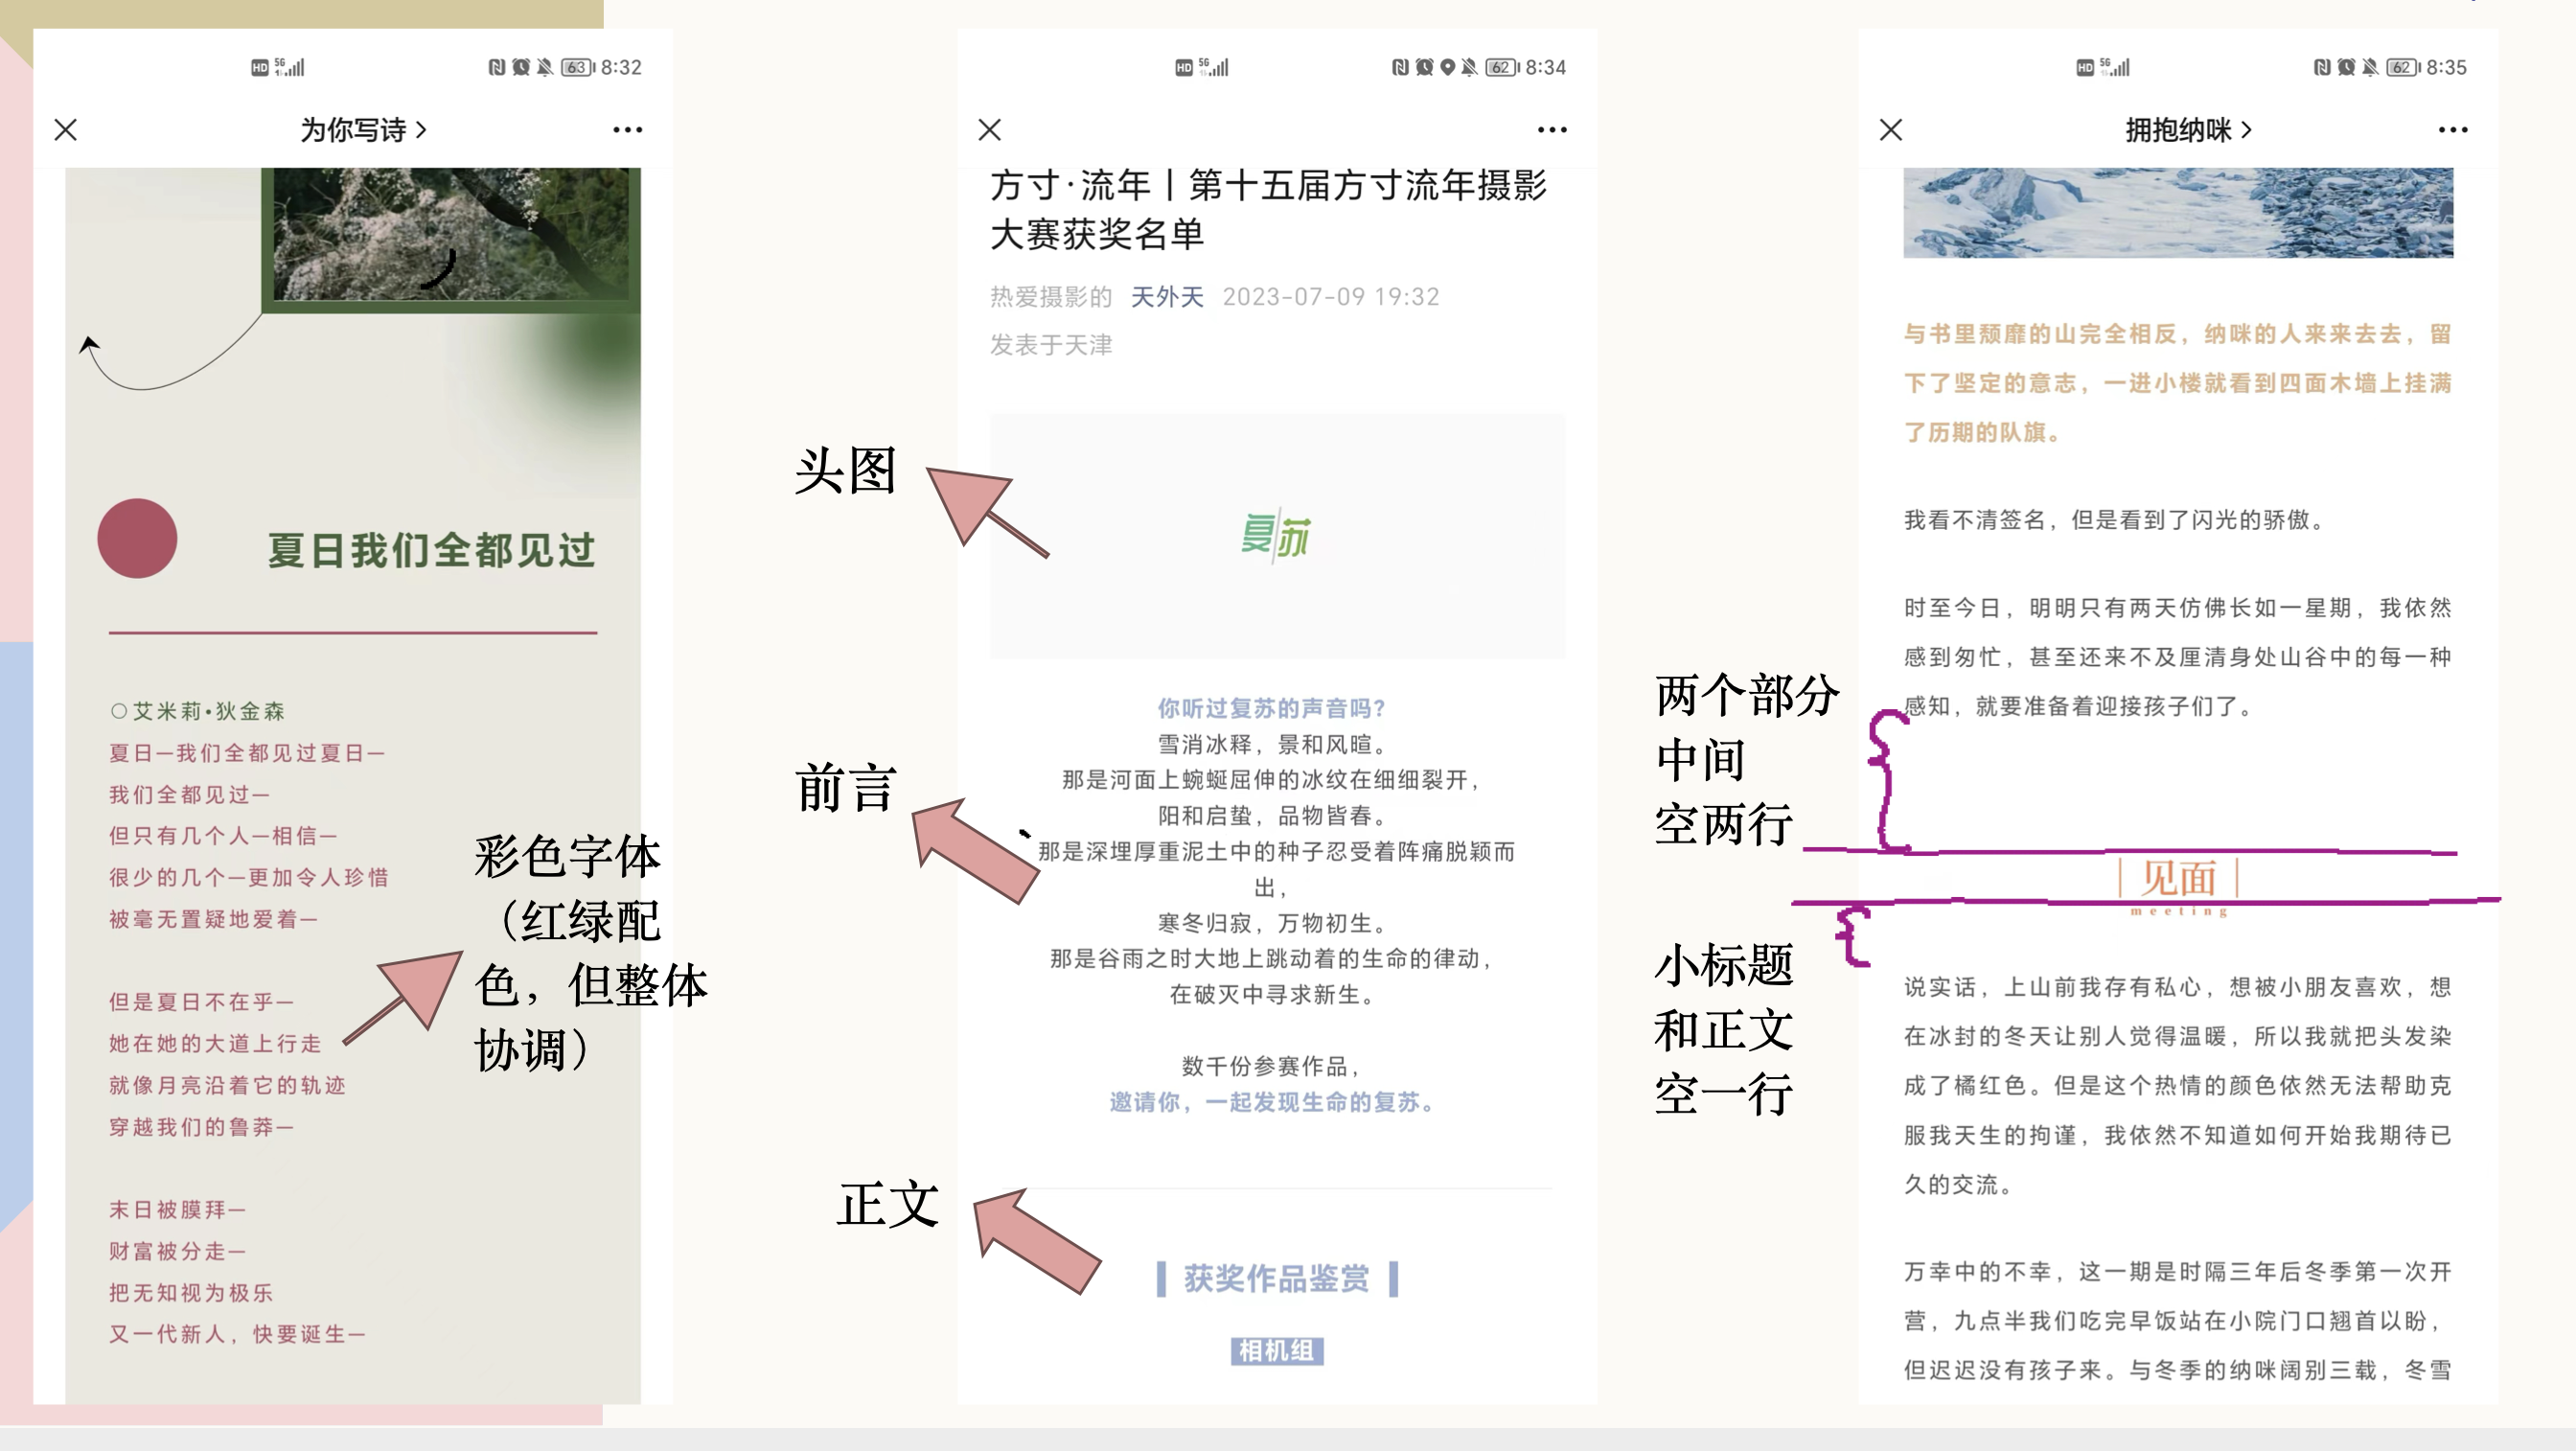 HD 5G 63 8:32
为你写诗 >
夏日我们全都见过
○艾米莉•狄金森
夏日—我们全都见过夏日—
我们全都见过—
但只有几个人—相信—
很少的几个—更加令人珍惜
被毫无置疑地爱着—
但是夏日不在乎—
她在她的大道上行走
就像月亮沿着它的轨迹
穿越我们的鲁莽—
末日被膜拜—
财富被分走—
把无知视为极乐
又一代新人，快要诞生—
彩色字体
（红绿配
色，但整体
协调）
HD 5G 62 8:34
方寸·流年丨第十五届方寸流年摄影
大赛获奖名单
热爱摄影的 天外天 2023-07-09 19:32
发表于天津
头图
复苏
前言
你听过复苏的声音吗？
雪消冰释，景和风暄。
那是河面上蜿蜒屈伸的冰纹在细细裂开，
阳和启蛰，品物皆春。
那是深埋厚重泥土中的种子忍受着阵痛脱颖而
出，
寒冬归寂，万物初生。
那是谷雨之时大地上跳动着的生命的律动，
在破灭中寻求新生。
数千份参赛作品，
邀请你，一起发现生命的复苏。
正文
获奖作品鉴赏
相机组
HD 5G 62 8:35
拥抱纳咪 >
与书里颓靡的山完全相反，纳咪的人来来去去，留
下了坚定的意志，一进小楼就看到四面木墙上挂满
了历期的队旗。
我看不清签名，但是看到了闪光的骄傲。
时至今日，明明只有两天仿佛长如一星期，我依然
感到匆忙，甚至还来不及厘清身处山谷中的每一种
感知，就要准备着迎接孩子们了。
两个部分
中间
空两行
见面
meeting
小标题
和正文
空一行
说实话，上山前我存有私心，想被小朋友喜欢，想
在冰封的冬天让别人觉得温暖，所以我就把头发染
成了橘红色。但是这个热情的颜色依然无法帮助克
服我天生的拘谨，我依然不知道如何开始我期待已
久的交流。
万幸中的不幸，这一期是时隔三年后冬季第一次开
营，九点半我们吃完早饭站在小院门口翘首以盼，
但迟迟没有孩子来。与冬季的纳咪阔别三载，冬雪